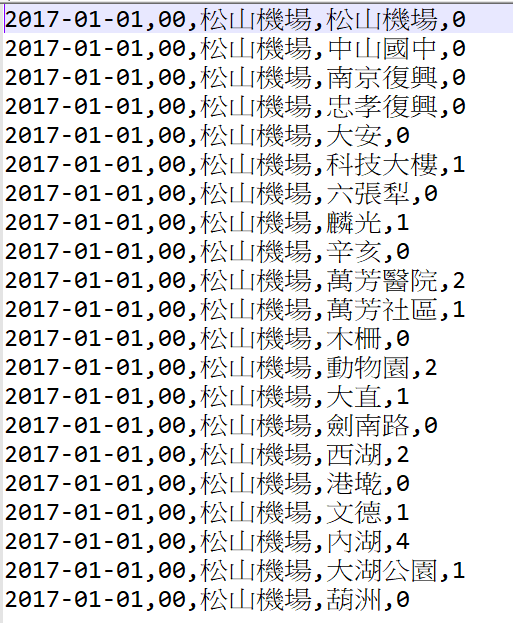 2017-01-01,00,松山機場,松山機場,0
2017-01-01,00,松山機場,中山國中,0
2017-01-01,00,松山機場,南京復興,0
2017-01-01,00,松山機場,忠孝復興,0
2017-01-01,00,松山機場,大安,0
2017-01-01,00,松山機場,科技大樓,1
2017-01-01,00,松山機場,六張犁,0
2017-01-01,00,松山機場,麟光,1
2017-01-01,00,松山機場,辛亥,0
2017-01-01,00,松山機場,萬芳醫院,2
2017-01-01,00,松山機場,萬芳社區,1
2017-01-01,00,松山機場,木柵,0
2017-01-01,00,松山機場,動物園,2
2017-01-01,00,松山機場,大直,1
2017-01-01,00,松山機場,劍南路,0
2017-01-01,00,松山機場,西湖,2
2017-01-01,00,松山機場,港墘,0
2017-01-01,00,松山機場,文德,1
2017-01-01,00,松山機場,內湖,4
2017-01-01,00,松山機場,大湖公園,1
2017-01-01,00,松山機場,葫洲,0